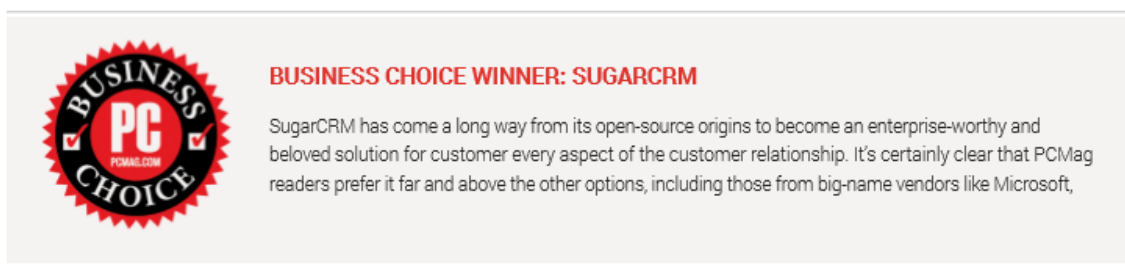 BUSINESS
PC
PCMAG.COM
CHOICE
BUSINESS CHOICE WINNER: SUGARCRM
SugarCRM has come a long way from its open-source origins to become an enterprise-worthy and
beloved solution for customer every aspect of the customer relationship. It's certainly clear that PCMag
readers prefer it far and above the other options, including those from big-name vendors like Microsoft,